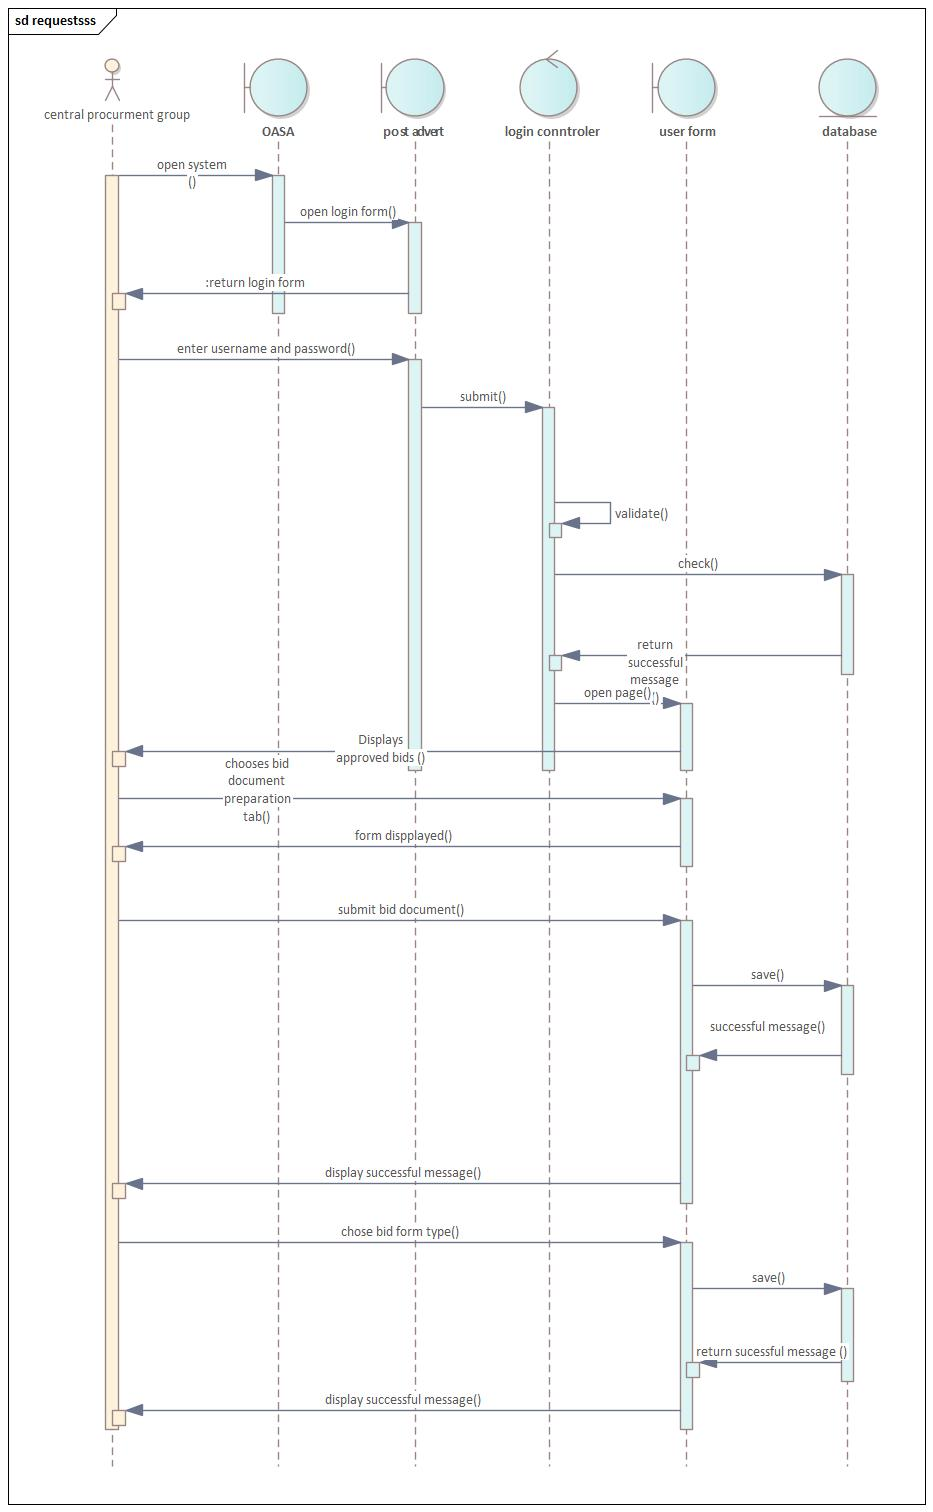 sd requestsss
central procurment group
OASA
post advert
login conntroler
user form
database
open system
()
open login form()
:return login form
enter username and password()
submit()
validate()
check()
return
successful
message
()
open page()
Displays
approved bids ()
chooses bid
document
preparation
tab()
form dispplayed()
submit bid document()
save()
successful message()
display successful message()
chose bid form type()
save()
return sucessful message ()
display successful message()